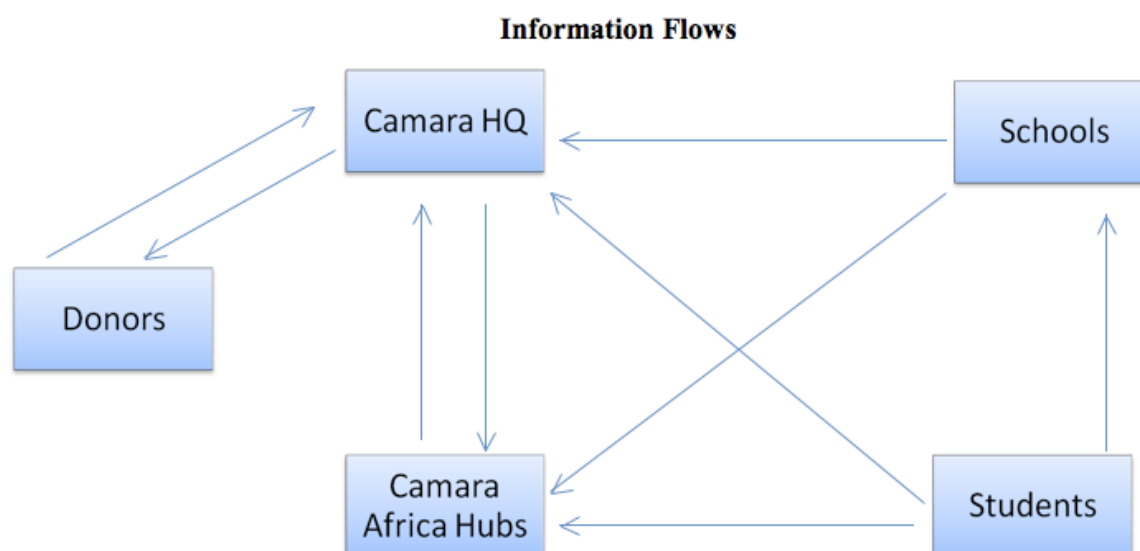 Information Flows
Camara HQ
Schools
Donors
Camara
Africa Hubs
Students